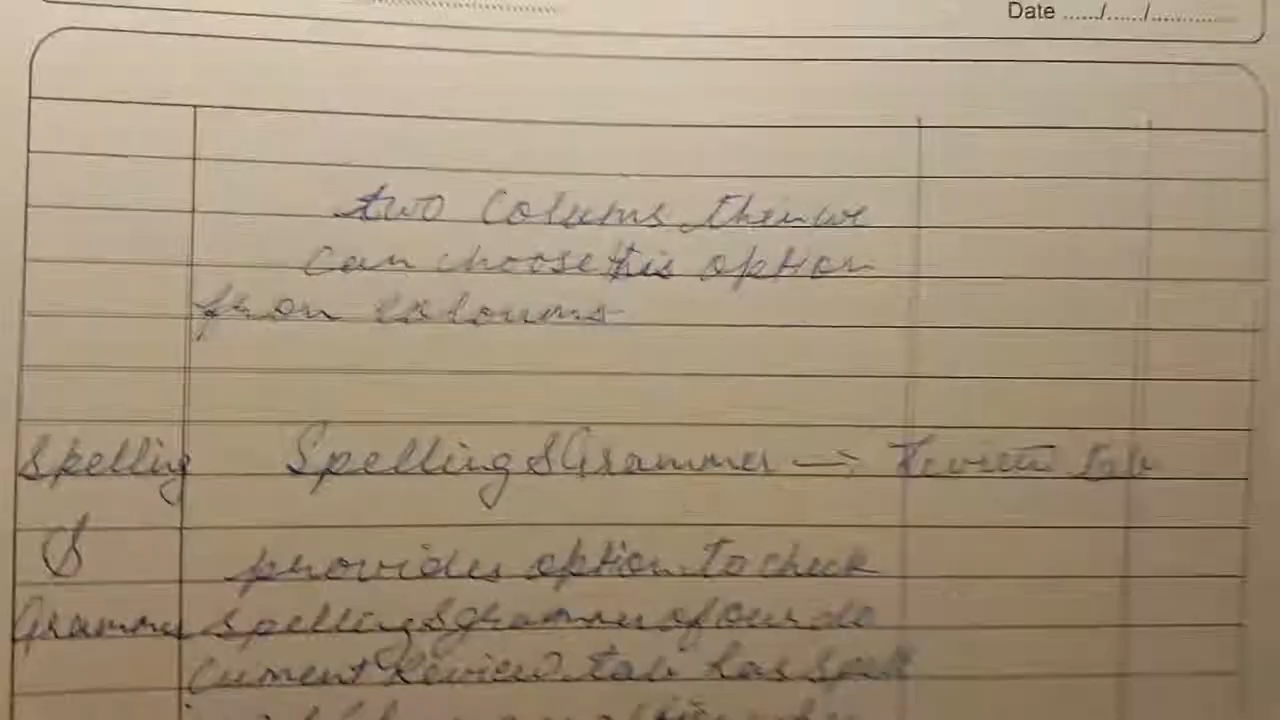 Date ....../....../...............
two Colums then we
can choose this option
from coloums
Spelling Spelling & Grammer → Review tab
&
provides option to check
Grammer spelling & grammer of our do
cument Review tab has spell